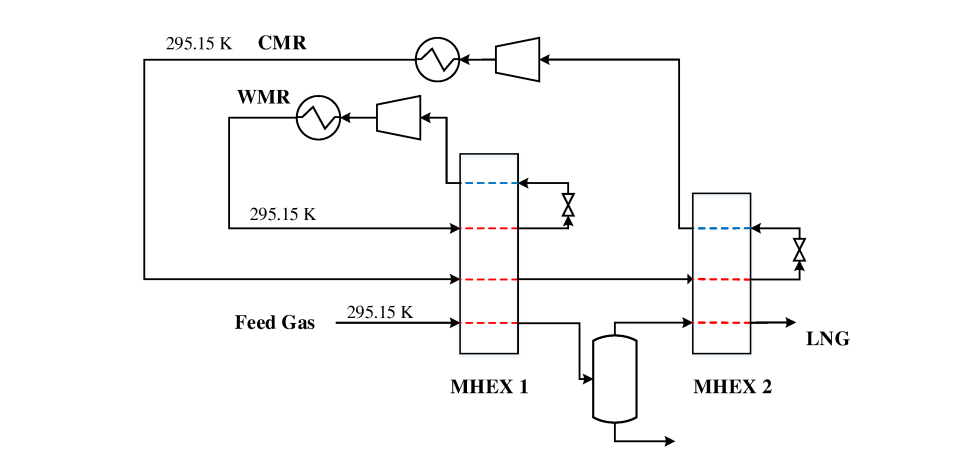 295.15 K CMR
WMR
295.15 K
Feed Gas 295.15 K
LNG
MHEX 1 MHEX 2